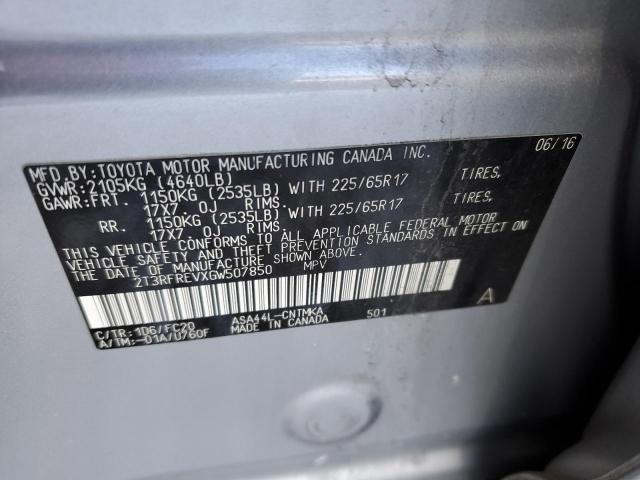 MFD. BY: TOYOTA MOTOR MANUFACTURING CANADA INC. 06/16
GVWR: 2105KG (4640LB)
GAWR: FRT. 1150KG (2535LB) WITH 225/65R17 TIRES,
17X7 OJ RIMS.
RR. 1150KG (2535LB) WITH 225/65R17 TIRES,
17X7 OJ RIMS.
THIS VEHICLE CONFORMS TO ALL APPLICABLE FEDERAL MOTOR
VEHICLE SAFETY AND THEFT PREVENTION STANDARDS IN EFFECT
ON THE DATE OF MANUFACTURE SHOWN ABOVE.
2T3RFREVXGW507850 MPV
A
C/TR: 1D6/FC20 ASA44L-CNTMKA 501
A/TM: -01A/U760F MADE IN CANADA